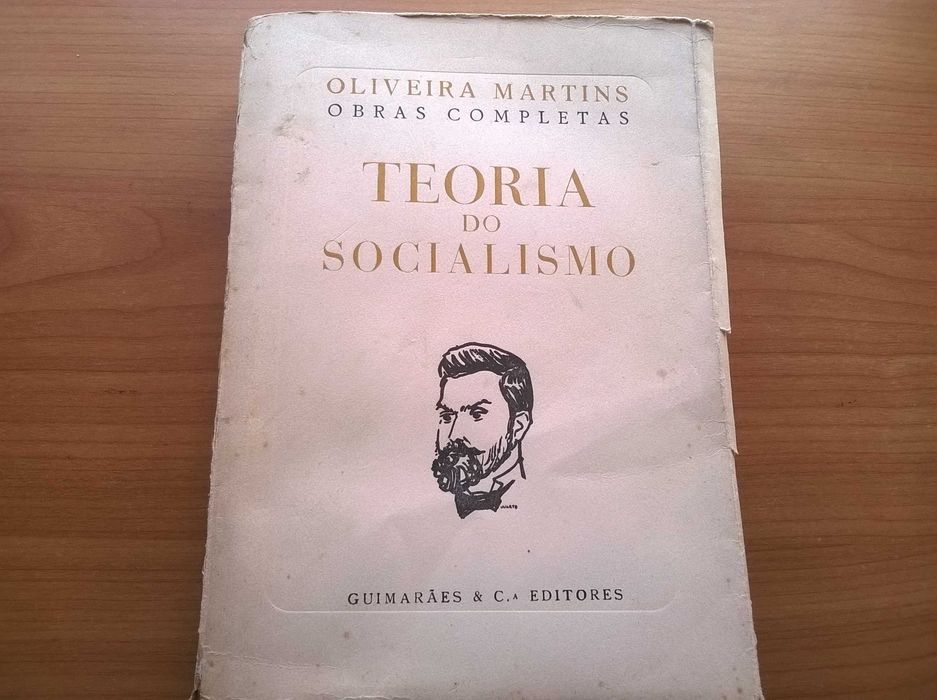 OLIVEIRA MARTINS
OBRAS COMPLETAS
TEORIA
DO
SOCIALISMO
GUIMARÃES & C.ᴬ EDITORES